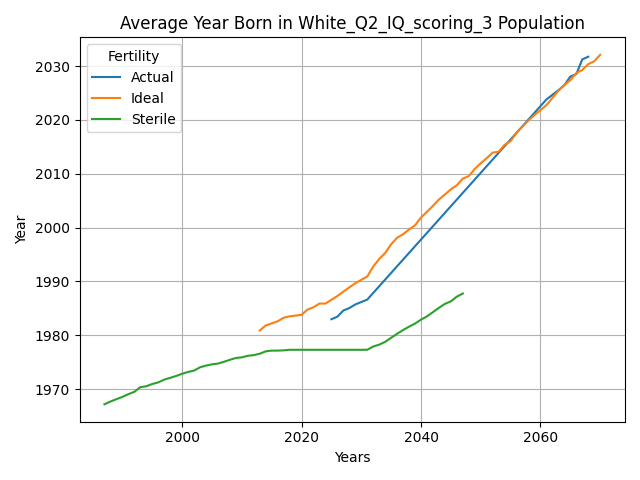 Average Year Born in White_Q2_IQ_scoring_3 Population
Fertility
Actual
Ideal
Sterile
Year
2030
2020
2010
2000
1990
1980
1970
2000
2020
2040
2060
Years